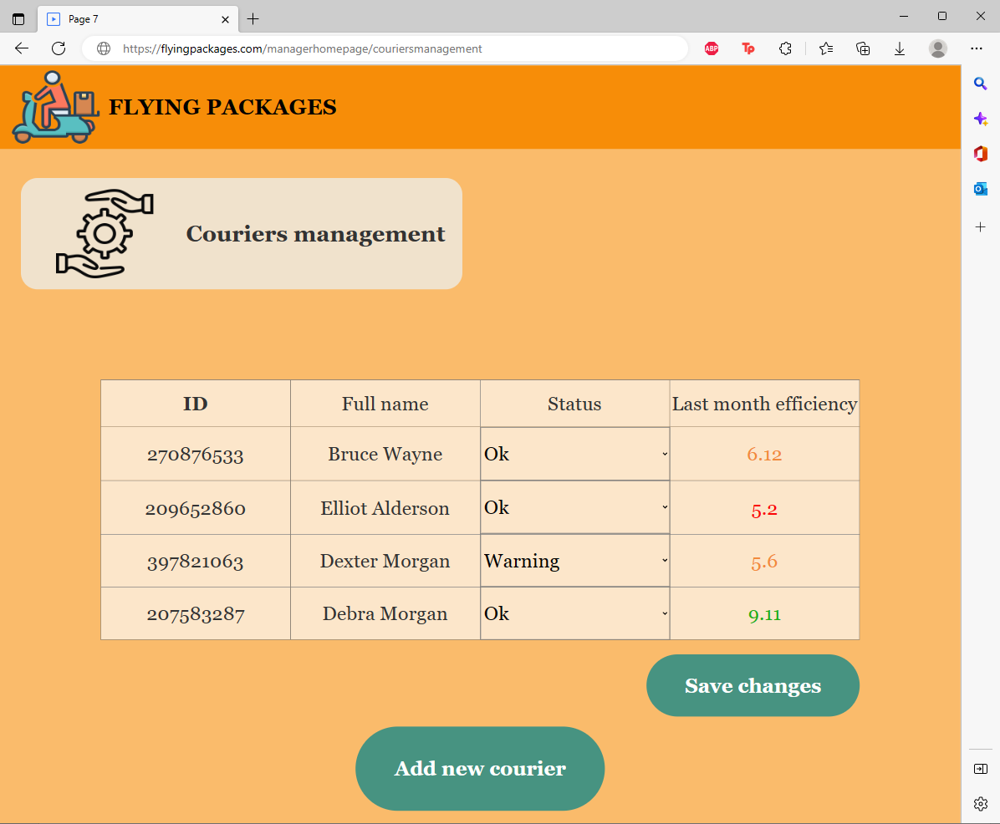 Page 7
https://flyingpackages.com/managerhomepage/couriersmanagement
ABP
Tp
FLYING PACKAGES
Couriers management
ID Full name Status Last month efficiency
270876533 Bruce Wayne Ok 6.12
209652860 Elliot Alderson Ok 5.2
397821063 Dexter Morgan Warning 5.6
207583287 Debra Morgan Ok 9.11
Save changes
Add new courier